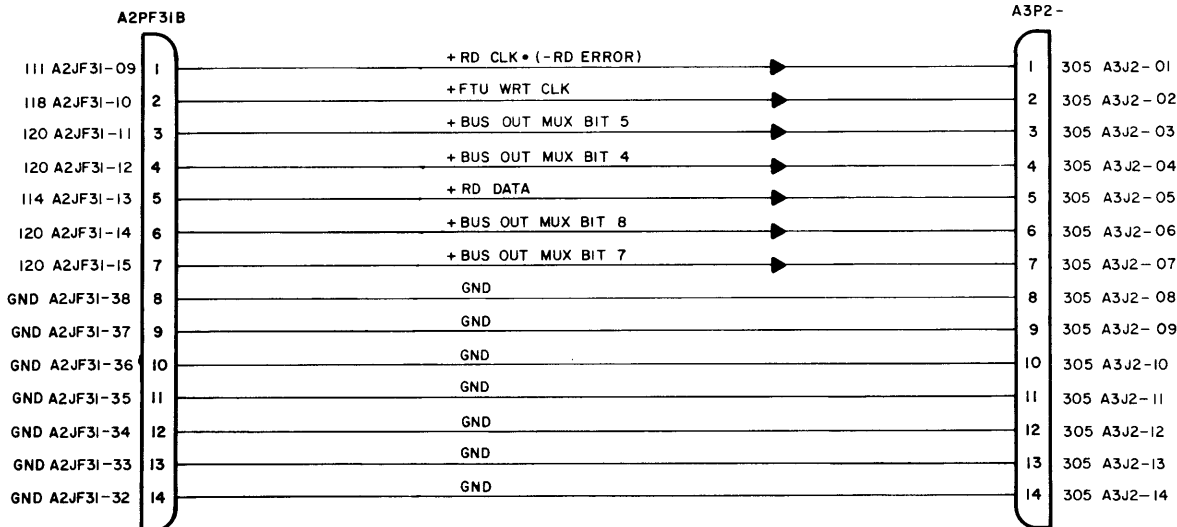 A2PF31B A3P2-
111 A2JF31-09 1 +RD CLK•(-RD ERROR) 1 305 A3J2-01
118 A2JF31-10 2 +FTU WRT CLK 2 305 A3J2-02
120 A2JF31-11 3 +BUS OUT MUX BIT 5 3 305 A3J2-03
120 A2JF31-12 4 +BUS OUT MUX BIT 4 4 305 A3J2-04
114 A2JF31-13 5 +RD DATA 5 305 A3J2-05
120 A2JF31-14 6 +BUS OUT MUX BIT 8 6 305 A3J2-06
120 A2JF31-15 7 +BUS OUT MUX BIT 7 7 305 A3J2-07
GND A2JF31-38 8 GND 8 305 A3J2-08
GND A2JF31-37 9 GND 9 305 A3J2-09
GND A2JF31-36 10 GND 10 305 A3J2-10
GND A2JF31-35 11 GND 11 305 A3J2-11
GND A2JF31-34 12 GND 12 305 A3J2-12
GND A2JF31-33 13 GND 13 305 A3J2-13
GND A2JF31-32 14 GND 14 305 A3J2-14